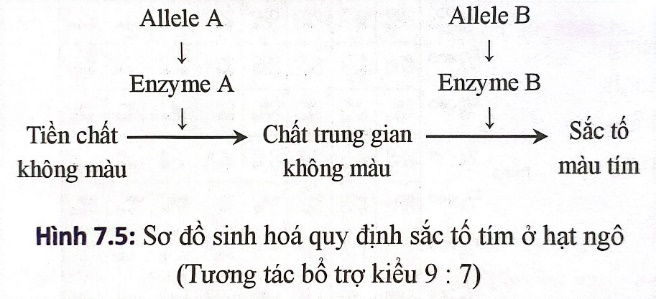 Allele A
Allele B
Enzyme A
Enzyme B
Tiền chất không màu
Chất trung gian không màu
Sắc tố màu tím
Hình 7.5: Sơ đồ sinh hoá quy định sắc tố tím ở hạt ngô
(Tương tác bổ trợ kiểu 9 : 7)